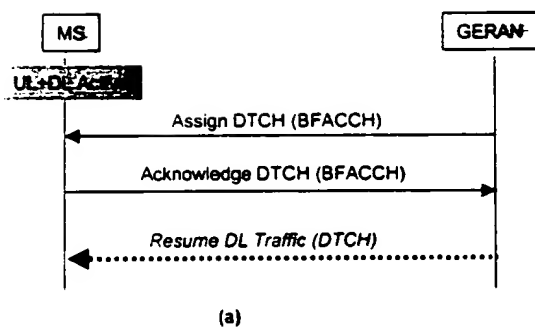 MS
GERAN
UL+DL Active
Assign DTCH (BFACCH)
Acknowledge DTCH (BFACCH)
Resume DL Traffic (DTCH)
(a)